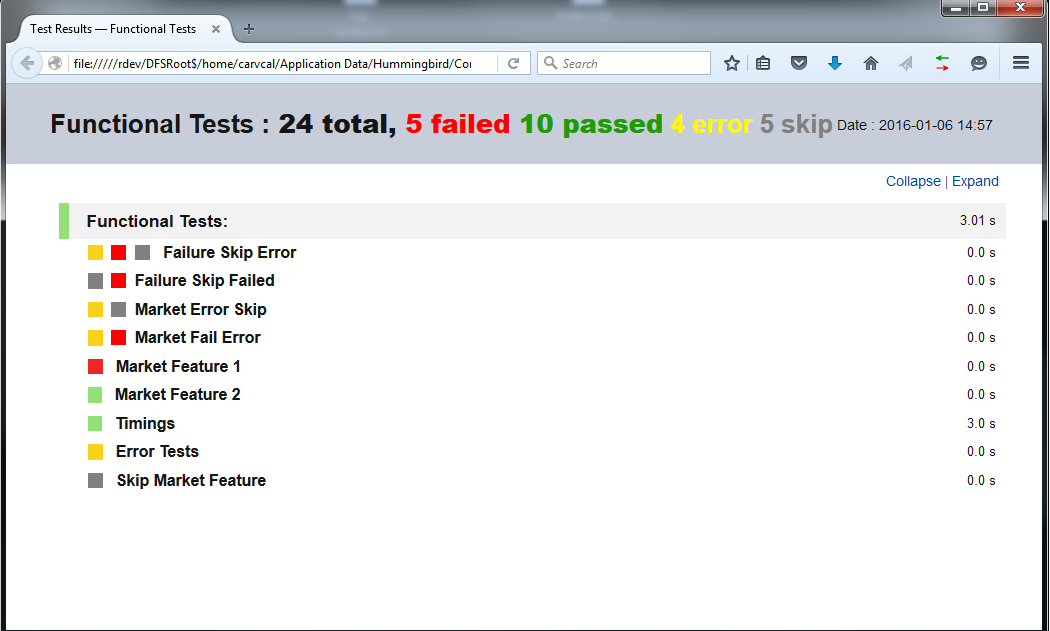 Test Results — Functional Tests
file://///rdev/DFSRoot$/home/carvcal/Application Data/Hummingbird/Cor
Search
Functional Tests : 24 total, 5 failed 10 passed 4 error 5 skip Date : 2016-01-06 14:57
Collapse | Expand
Functional Tests: 3.01 s
Failure Skip Error 0.0 s
Failure Skip Failed 0.0 s
Market Error Skip 0.0 s
Market Fail Error 0.0 s
Market Feature 1 0.0 s
Market Feature 2 0.0 s
Timings 3.0 s
Error Tests 0.0 s
Skip Market Feature 0.0 s